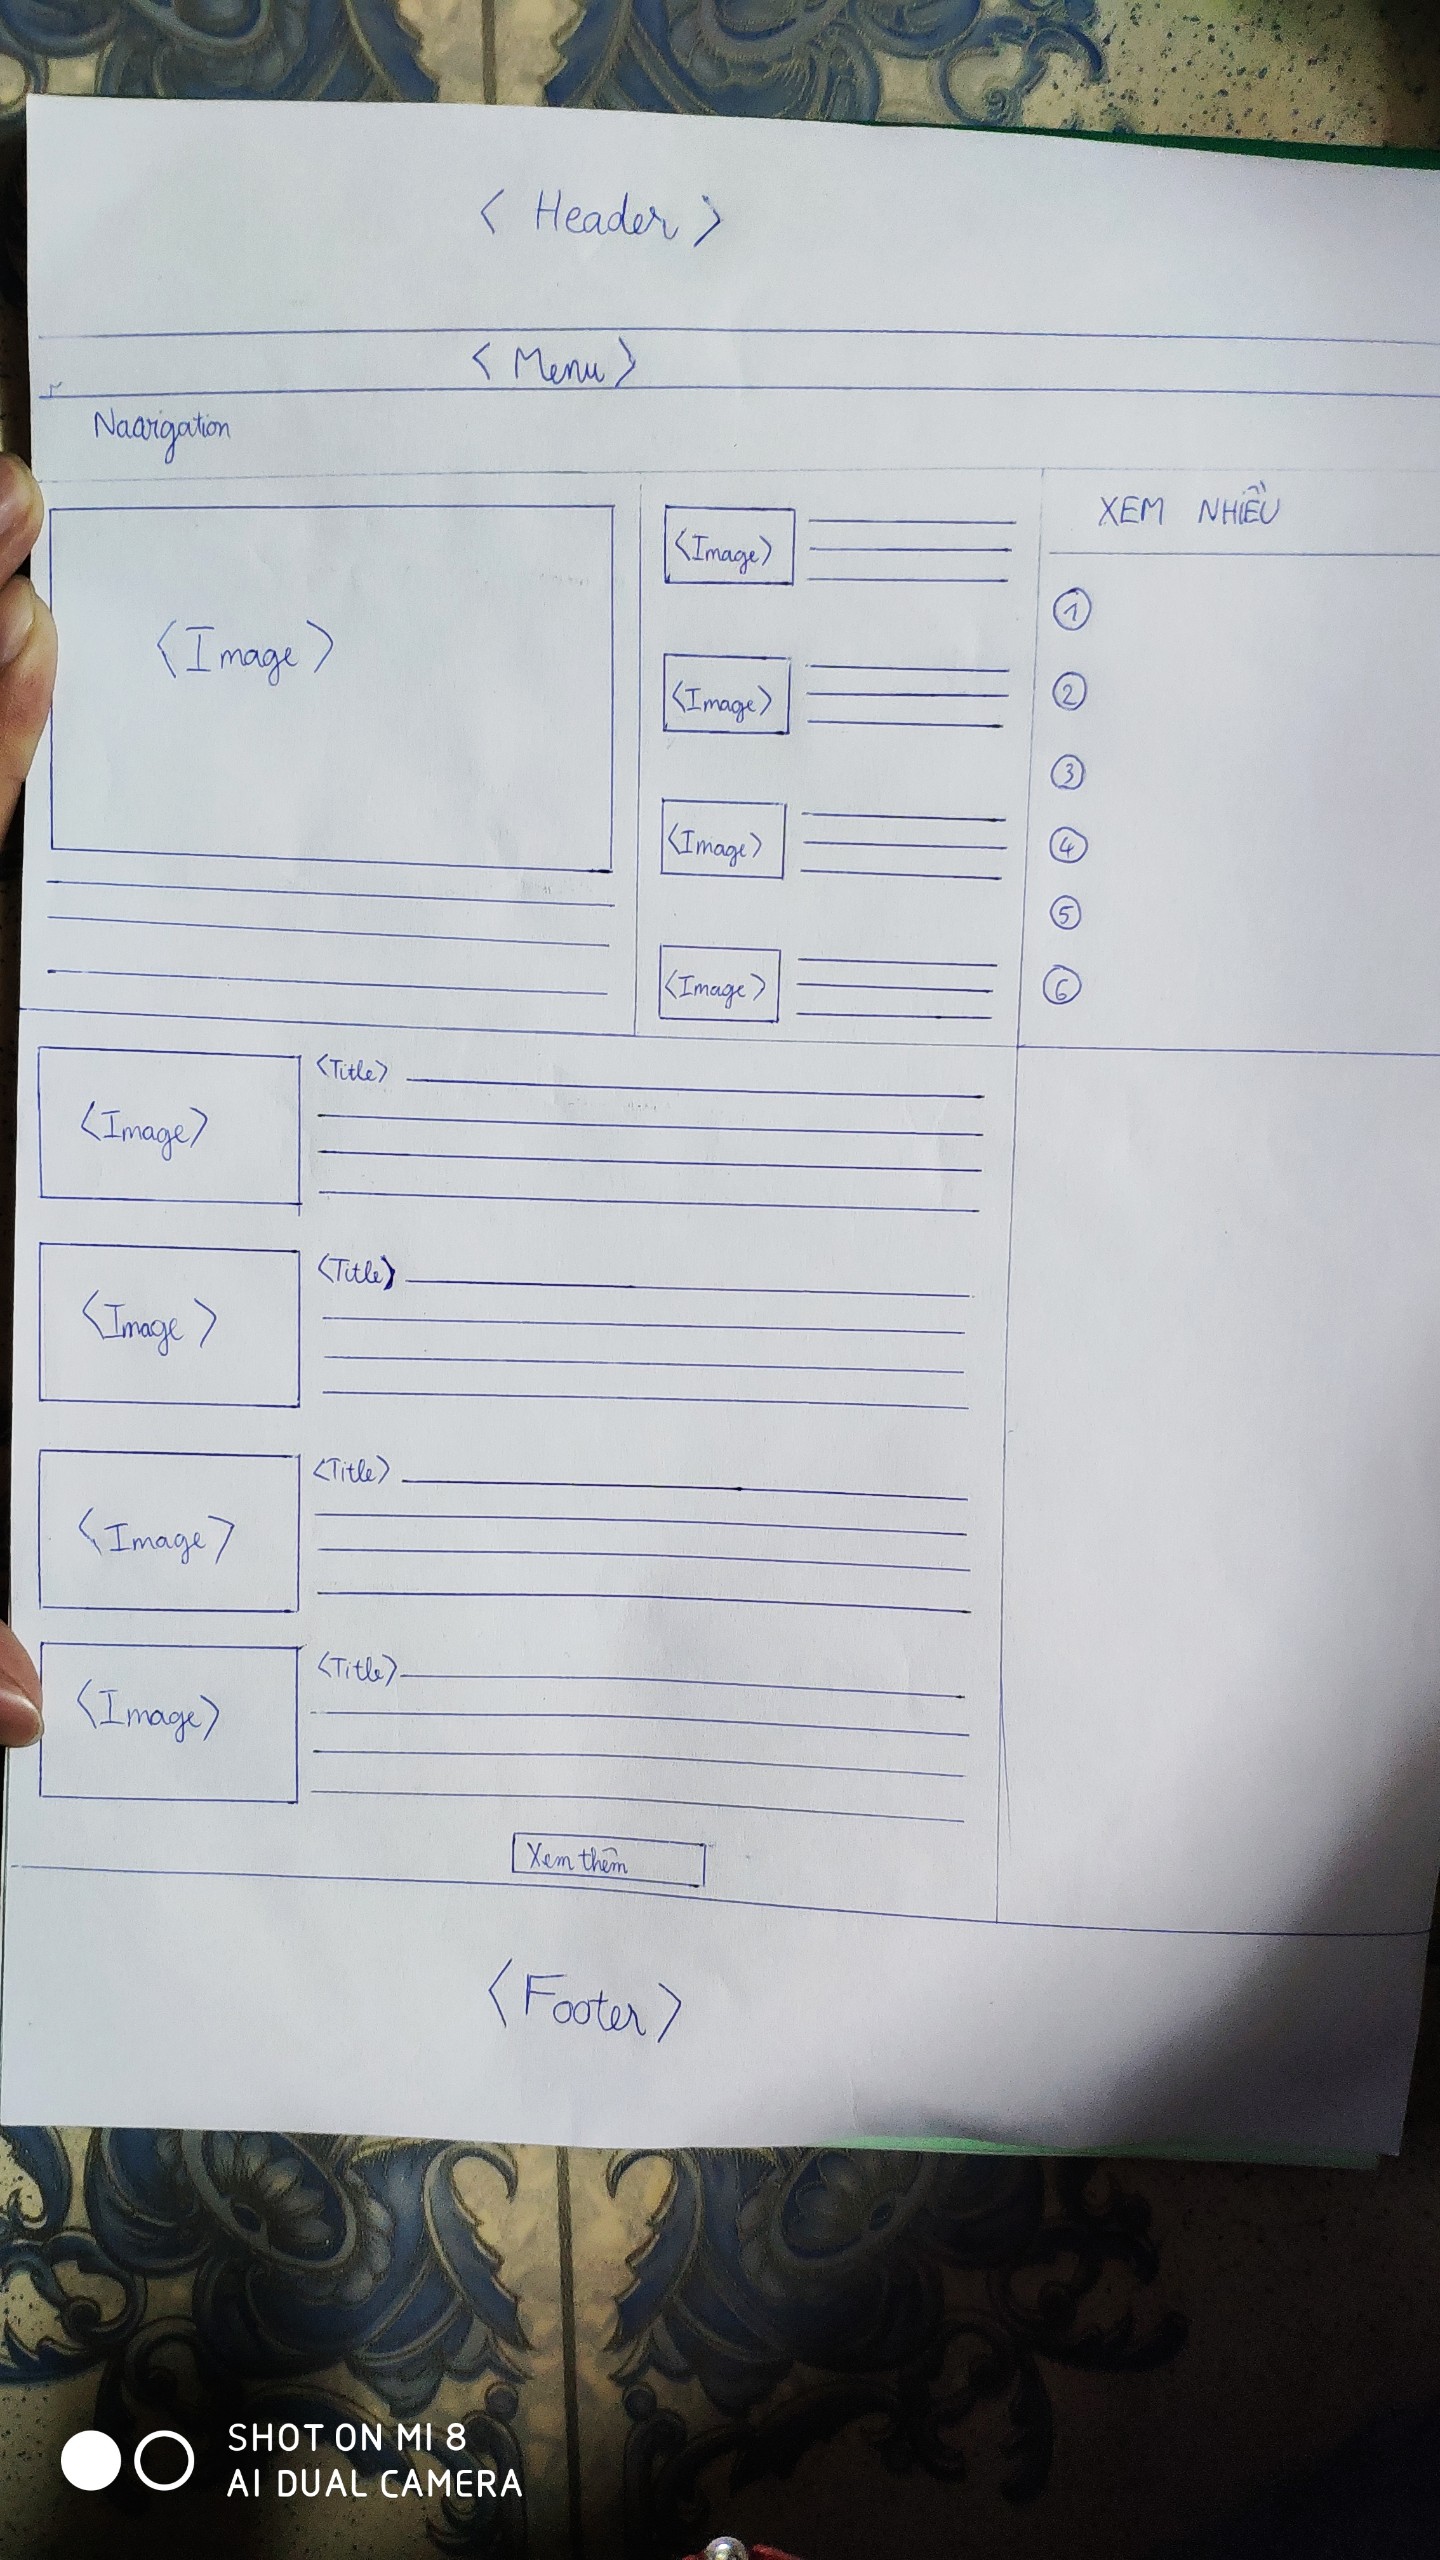 < Header >
< Menu >
Naarigation
<Image>
<Image>
<Image>
<Image>
<Image>
XEM NHIỀU
1
2
3
4
5
6
<Image>
<Title>
<Image>
<Title>
<Image>
<Title>
<Image>
<Title>
Xem thêm
<Footer>
SHOT ON MI 8
AI DUAL CAMERA